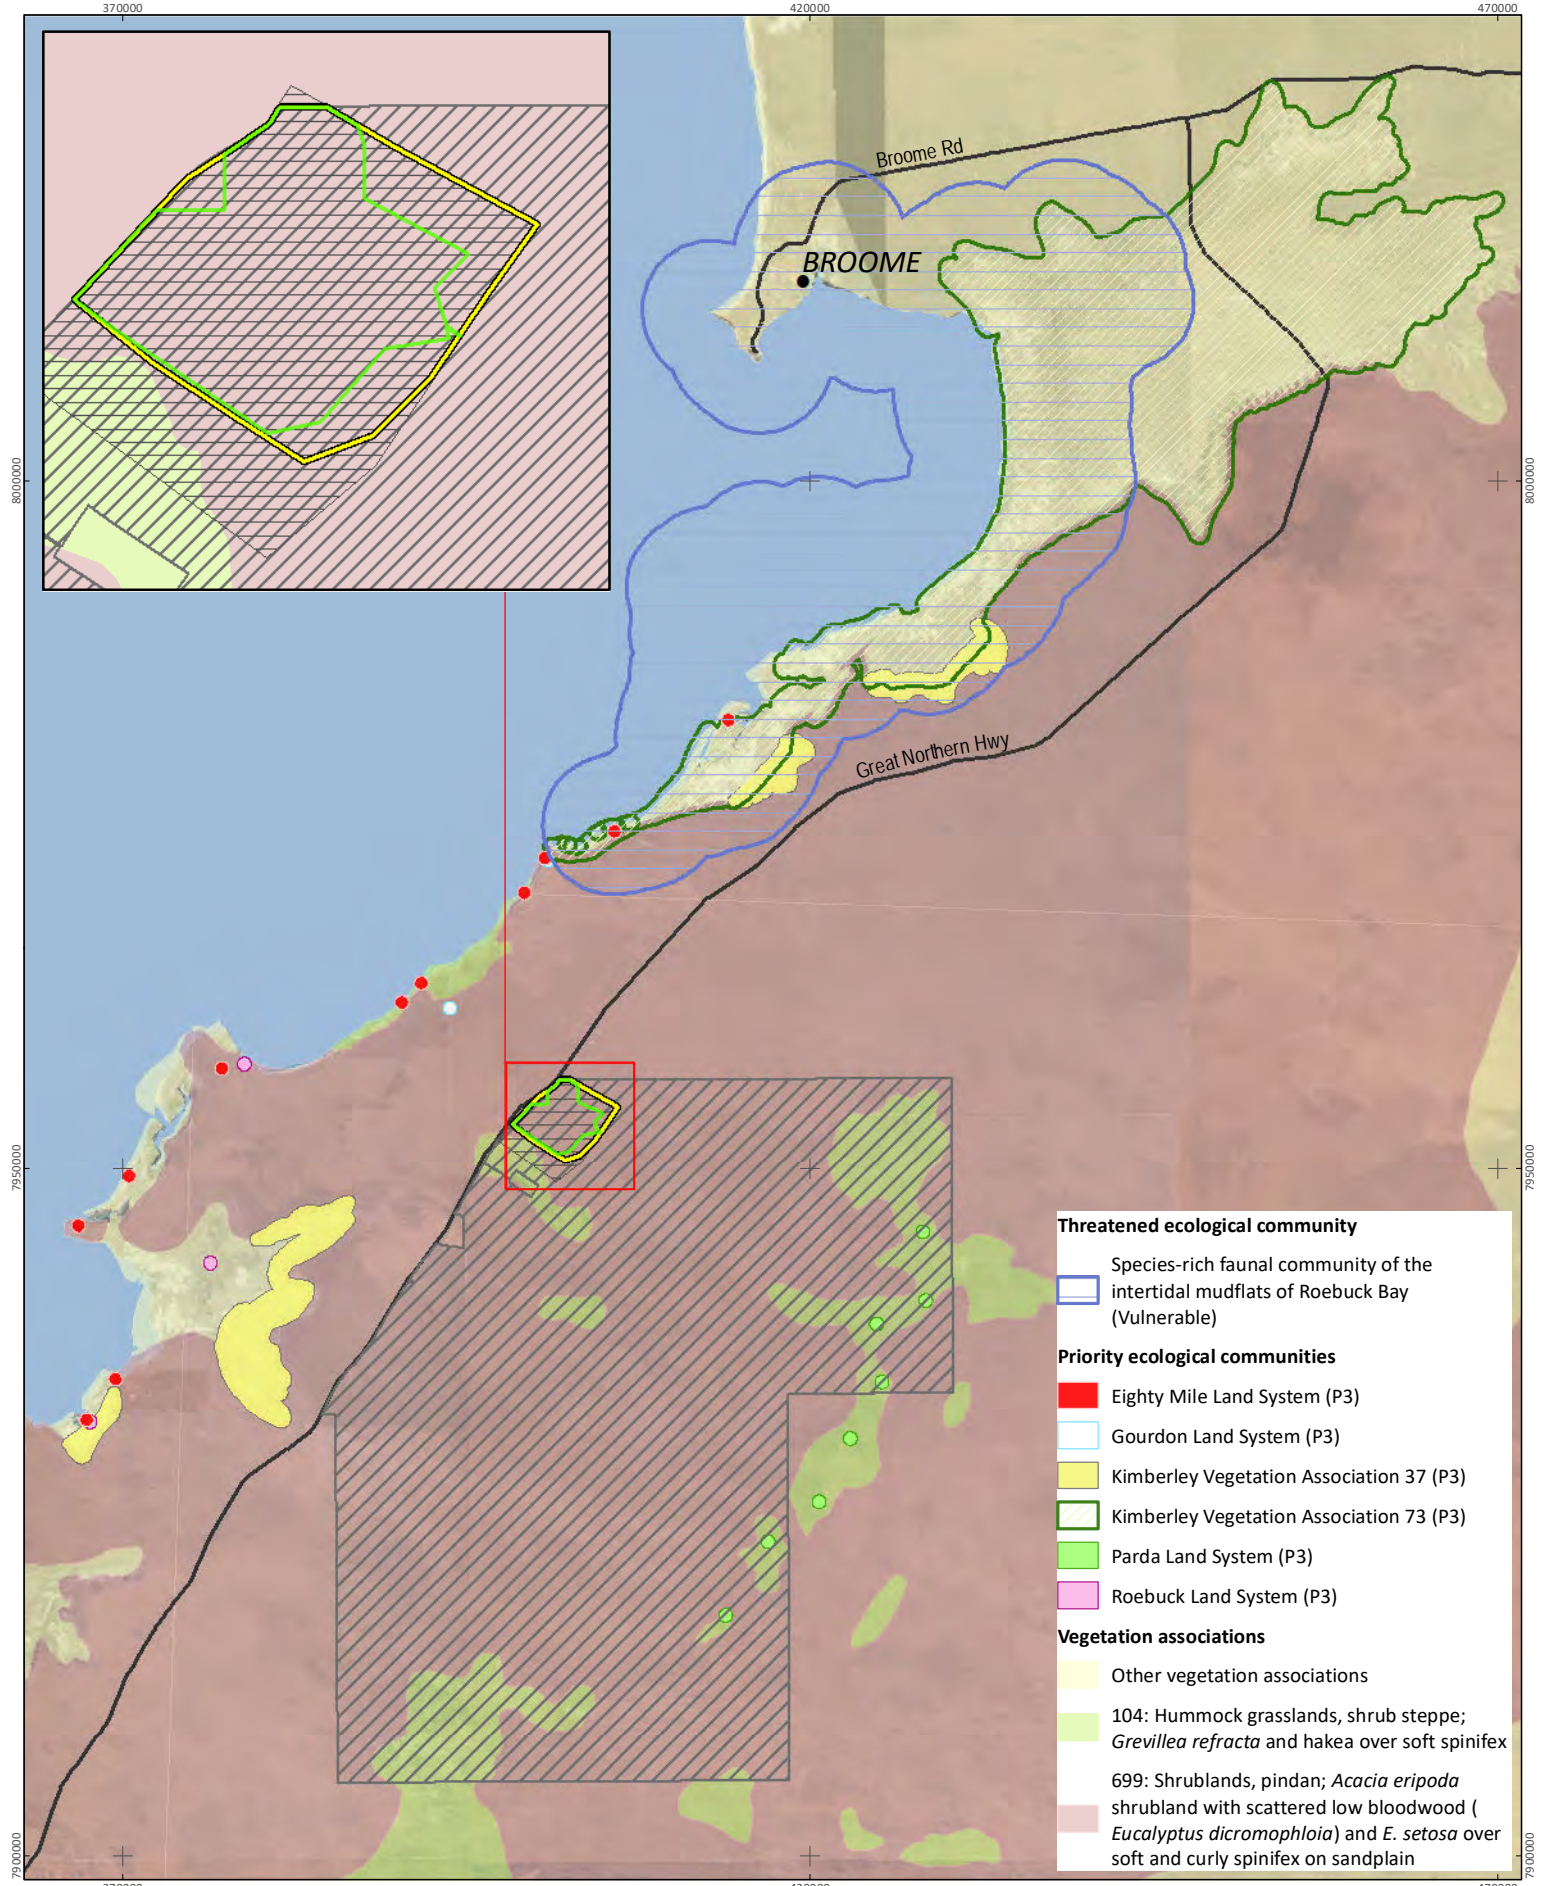 370000
420000
470000
Broome Rd
BROOME
8000000
8000000
Great Northern Hwy
7950000
7950000
Threatened ecological community
Species-rich faunal community of the
intertidal mudflats of Roebuck Bay
(Vulnerable)
Priority ecological communities
Eighty Mile Land System (P3)
Gourdon Land System (P3)
Kimberley Vegetation Association 37 (P3)
Kimberley Vegetation Association 73 (P3)
Parda Land System (P3)
Roebuck Land System (P3)
Vegetation associations
Other vegetation associations
104: Hummock grasslands, shrub steppe;
Grevillea refracta and hakea over soft spinifex
699: Shrublands, pindan; Acacia eripoda
shrubland with scattered low bloodwood (
Eucalyptus dicromophloia) and E. setosa over
soft and curly spinifex on sandplain
7900000
7900000